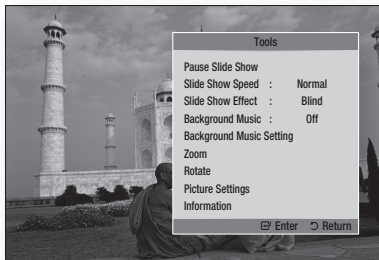 Tools
Pause Slide Show
Slide Show Speed : Normal
Slide Show Effect : Blind
Background Music : Off
Background Music Setting
Zoom
Rotate
Picture Settings
Information
Enter Return